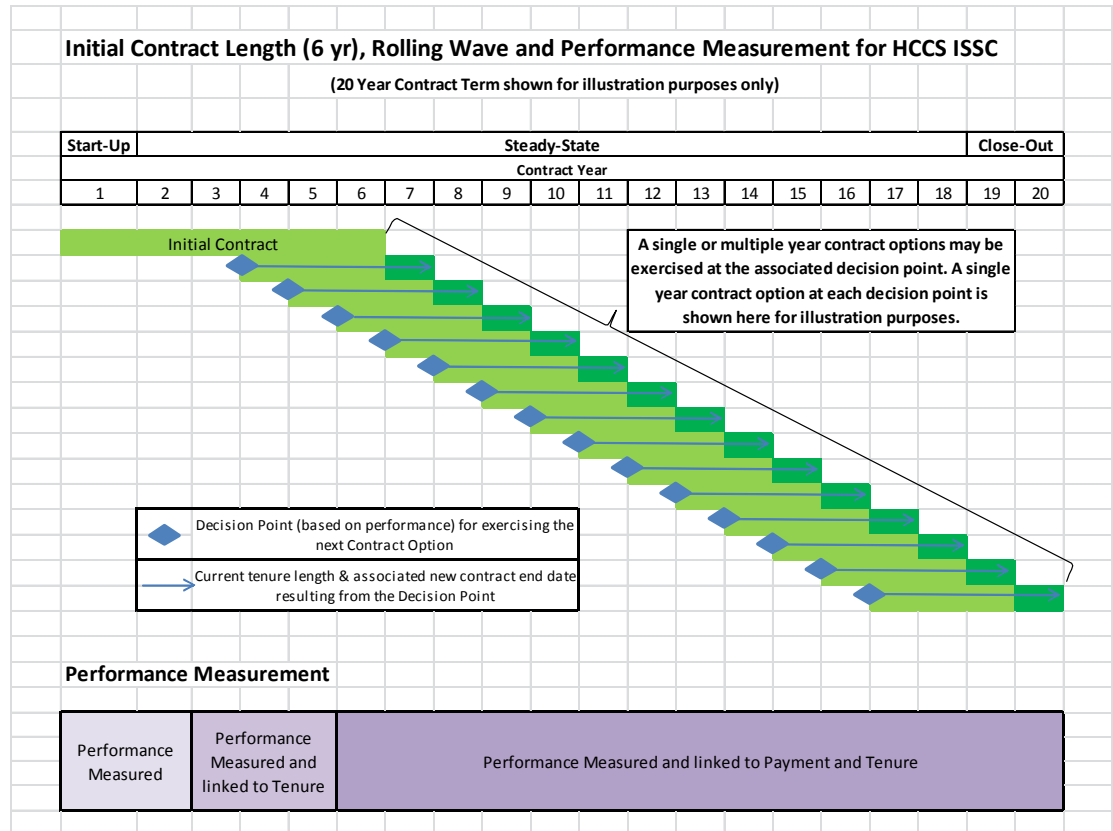 Initial Contract Length (6 yr), Rolling Wave and Performance Measurement for HCCS ISSC
(20 Year Contract Term shown for illustration purposes only)
Start-Up Steady-State Close-Out
Contract Year
1 2 3 4 5 6 7 8 9 10 11 12 13 14 15 16 17 18 19 20
Initial Contract
A single or multiple year contract options may be
exercised at the associated decision point. A single
year contract option at each decision point is
shown here for illustration purposes.
Decision Point (based on performance) for exercising the
next Contract Option
Current tenure length & associated new contract end date
resulting from the Decision Point
Performance Measurement
Performance
Measured
Performance
Measured and
linked to Tenure
Performance Measured and linked to Payment and Tenure